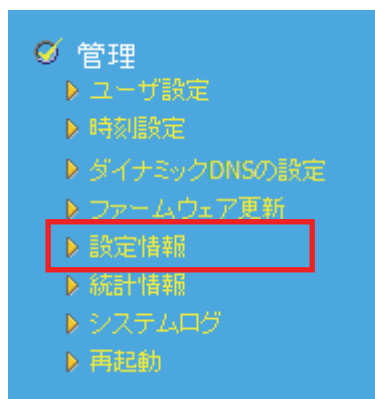 管理
ユーザ設定
時刻設定
ダイナミックDNSの設定
ファームウェア更新
設定情報
統計情報
システムログ
再起動